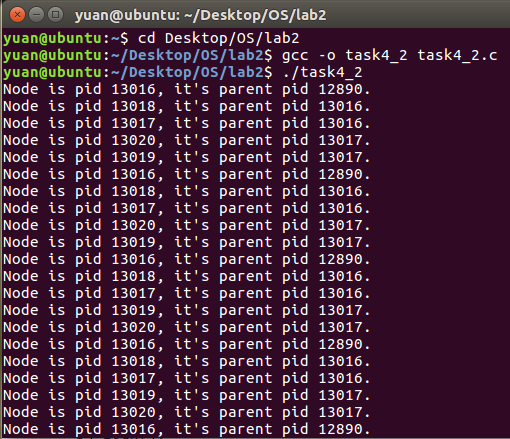 yuan@ubuntu: ~/Desktop/OS/lab2
yuan@ubuntu:~$ cd Desktop/OS/lab2
yuan@ubuntu:~/Desktop/OS/lab2$ gcc -o task4_2 task4_2.c
yuan@ubuntu:~/Desktop/OS/lab2$ ./task4_2
Node is pid 13016, it's parent pid 12890.
Node is pid 13018, it's parent pid 13016.
Node is pid 13017, it's parent pid 13016.
Node is pid 13020, it's parent pid 13017.
Node is pid 13019, it's parent pid 13017.
Node is pid 13016, it's parent pid 12890.
Node is pid 13018, it's parent pid 13016.
Node is pid 13017, it's parent pid 13016.
Node is pid 13020, it's parent pid 13017.
Node is pid 13019, it's parent pid 13017.
Node is pid 13016, it's parent pid 12890.
Node is pid 13018, it's parent pid 13016.
Node is pid 13017, it's parent pid 13016.
Node is pid 13019, it's parent pid 13017.
Node is pid 13020, it's parent pid 13017.
Node is pid 13016, it's parent pid 12890.
Node is pid 13018, it's parent pid 13016.
Node is pid 13017, it's parent pid 13016.
Node is pid 13019, it's parent pid 13017.
Node is pid 13020, it's parent pid 13017.
Node is pid 13016, it's parent pid 12890.